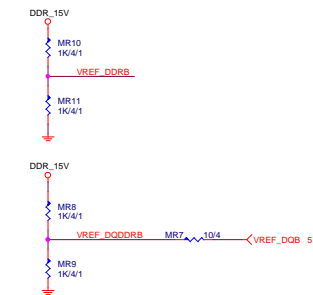 DDR_15V
MR10
1K/4/1
VREF_DDRB
MR11
1K/4/1
DDR_15V
MR8
1K/4/1
VREF_DQDDRB MR7 10/4 VREF_DQB 5
MR9
1K/4/1